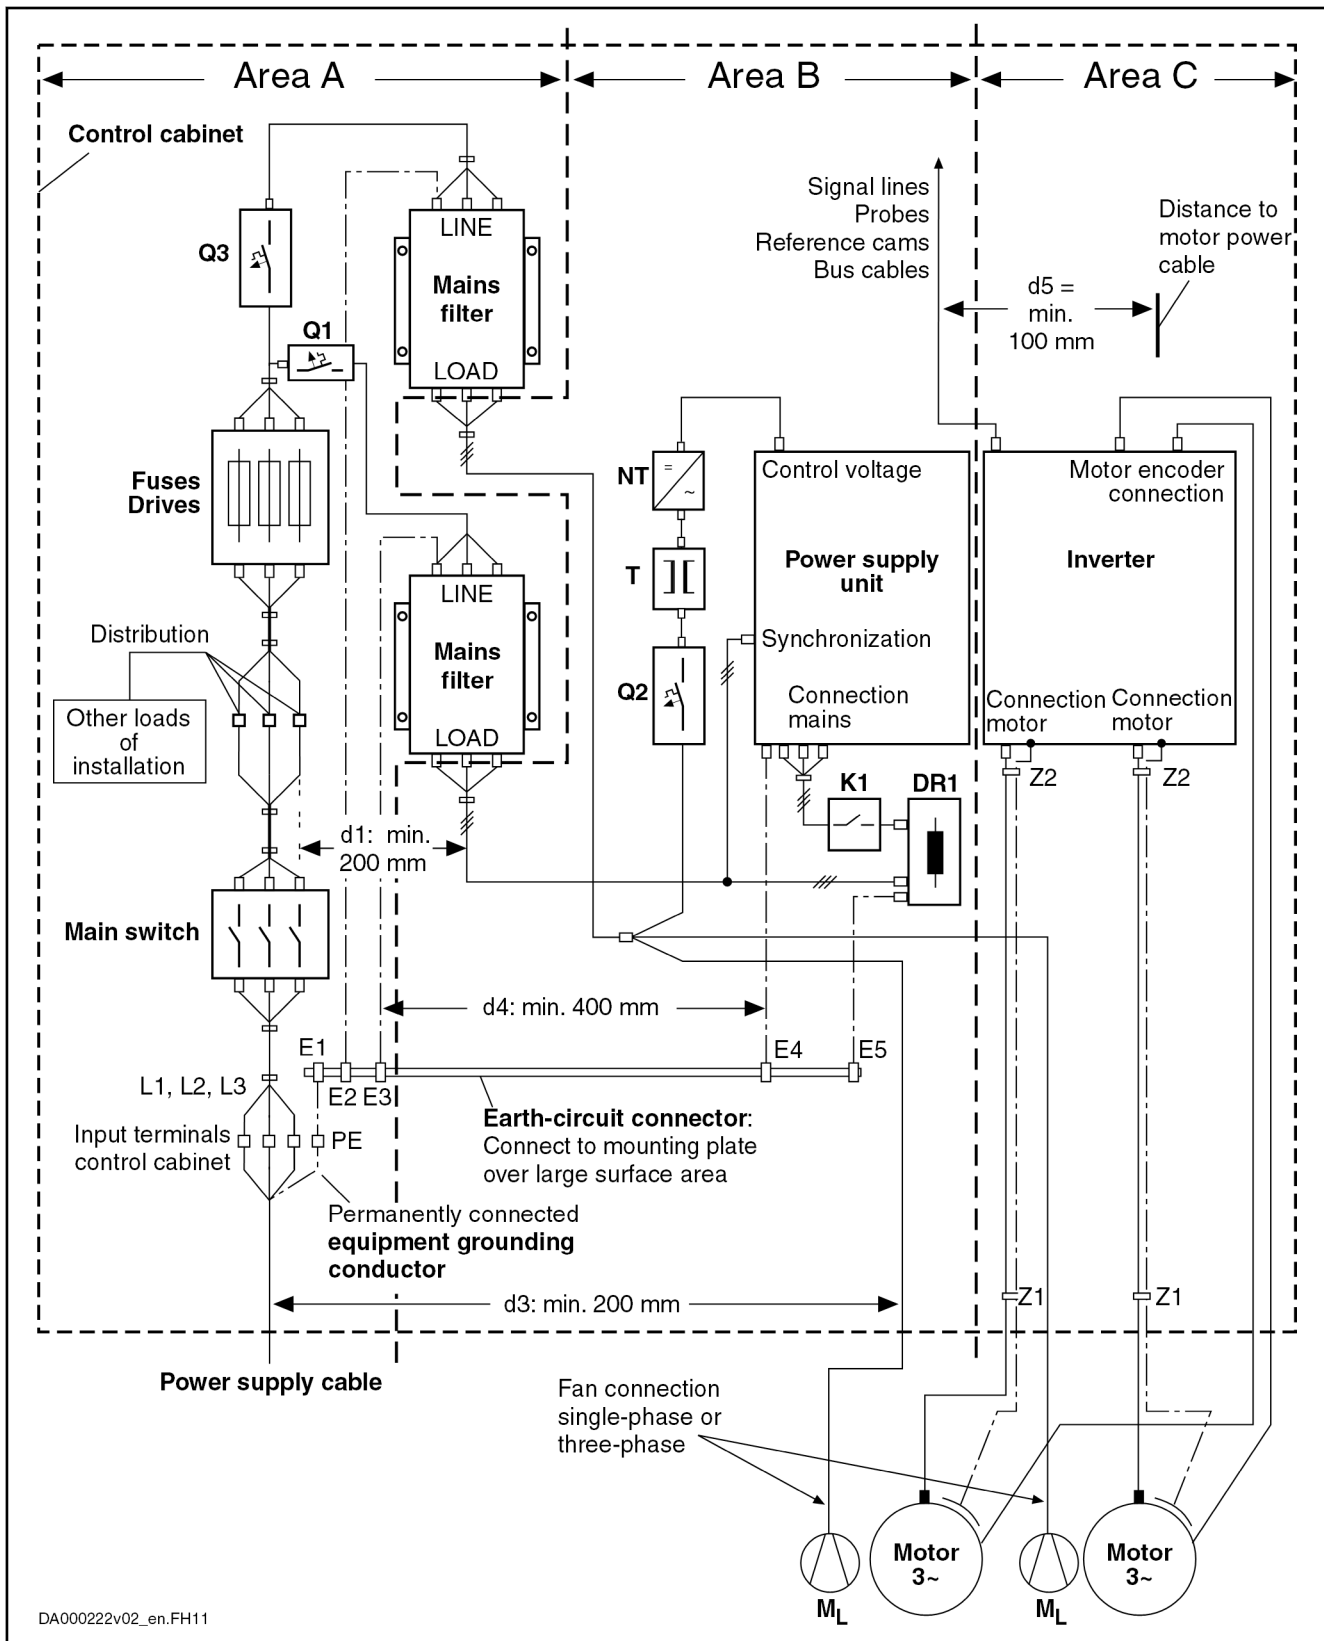 Area A
Area B
Area C
Control cabinet
Signal lines
Probes
Reference cams
Bus cables
Distance to
motor power
cable
d5 =
min.
100 mm
Q3
LINE
Mains
filter
LOAD
Q1
Fuses
Drives
NT
=
~
T
Q2
Control voltage
Power supply
unit
Synchronization
Connection
mains
Motor encoder
connection
Inverter
Connection
motor
Connection
motor
LINE
Mains
filter
LOAD
Distribution
Other loads
of
installation
K1
DR1
Z2
Z2
d1: min.
200 mm
Main switch
d4: min. 400 mm
E1
E2
E3
E4
E5
L1, L2, L3
Input terminals
control cabinet
PE
Earth-circuit connector:
Connect to mounting plate
over large surface area
Permanently connected
equipment grounding
conductor
d3: min. 200 mm
Z1
Z1
Power supply cable
Fan connection
single-phase or
three-phase
Motor
3~
Motor
3~
ML
ML
DA000222v02_en.FH11